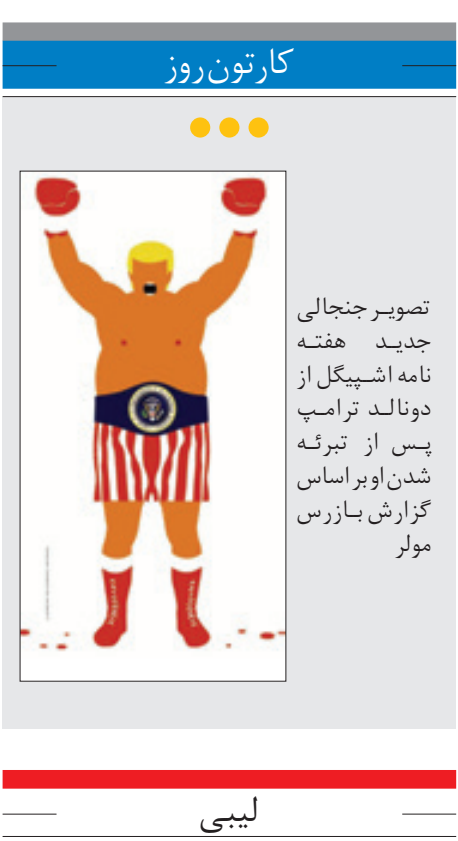 کارتون‌روز
تصویر جنجالی
جدید هفته
نامه اشپیگل از
دونالد ترامپ
پس از تبرئه
شدن او بر اساس
گزارش بازرس
مولر
لیبی